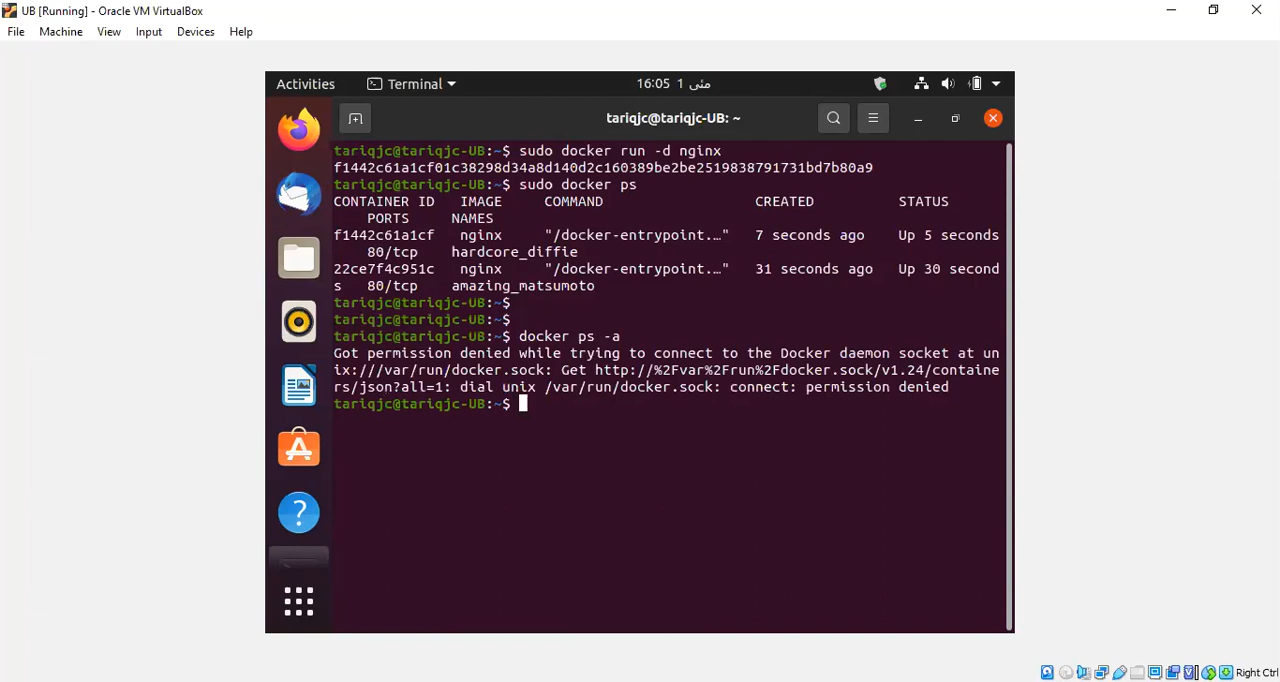 UB [Running] - Oracle VM VirtualBox
File Machine View Input Devices Help
Activities Terminal 16:05 1 مئی
tariqjc@tariqjc-UB: ~
tariqjc@tariqjc-UB:~$ sudo docker run -d nginx
f1442c61a1cf01c38298d34a8d140d2c160389be2be2519838791731bd7b80a9
tariqjc@tariqjc-UB:~$ sudo docker ps
CONTAINER ID IMAGE COMMAND CREATED STATUS
PORTS NAMES
f1442c61a1cf nginx "/docker-entrypoint.…" 7 seconds ago Up 5 seconds
80/tcp hardcore_diffie
22ce7f4c951c nginx "/docker-entrypoint.…" 31 seconds ago Up 30 second
s 80/tcp amazing_matsumoto
tariqjc@tariqjc-UB:~$
tariqjc@tariqjc-UB:~$
tariqjc@tariqjc-UB:~$ docker ps -a
Got permission denied while trying to connect to the Docker daemon socket at un
ix:///var/run/docker.sock: Get http://%2Fvar%2Frun%2Fdocker.sock/v1.24/containe
rs/json?all=1: dial unix /var/run/docker.sock: connect: permission denied
tariqjc@tariqjc-UB:~$
Right Ctrl